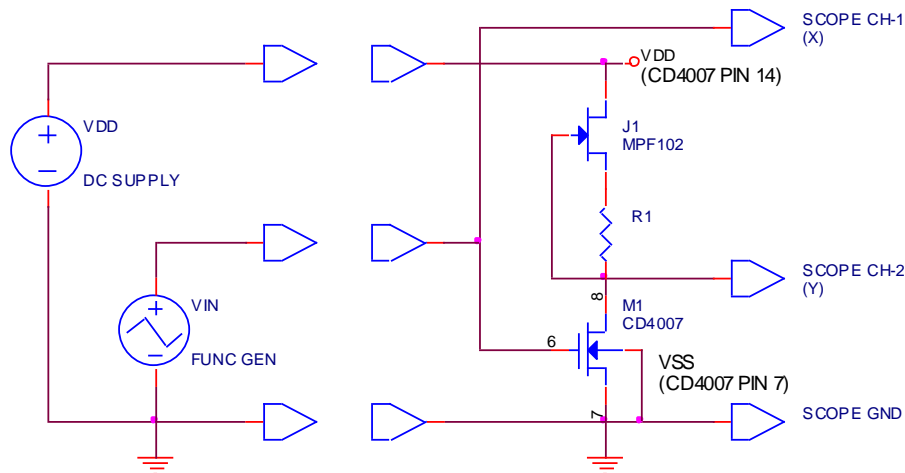 SCOPE CH-1
(X)
VDD
(CD4007 PIN 14)
VDD
J1
MPF102
DC SUPPLY
R1
SCOPE CH-2
(Y)
8
VIN
M1
CD4007
6
FUNC GEN
VSS
(CD4007 PIN 7)
7
SCOPE GND